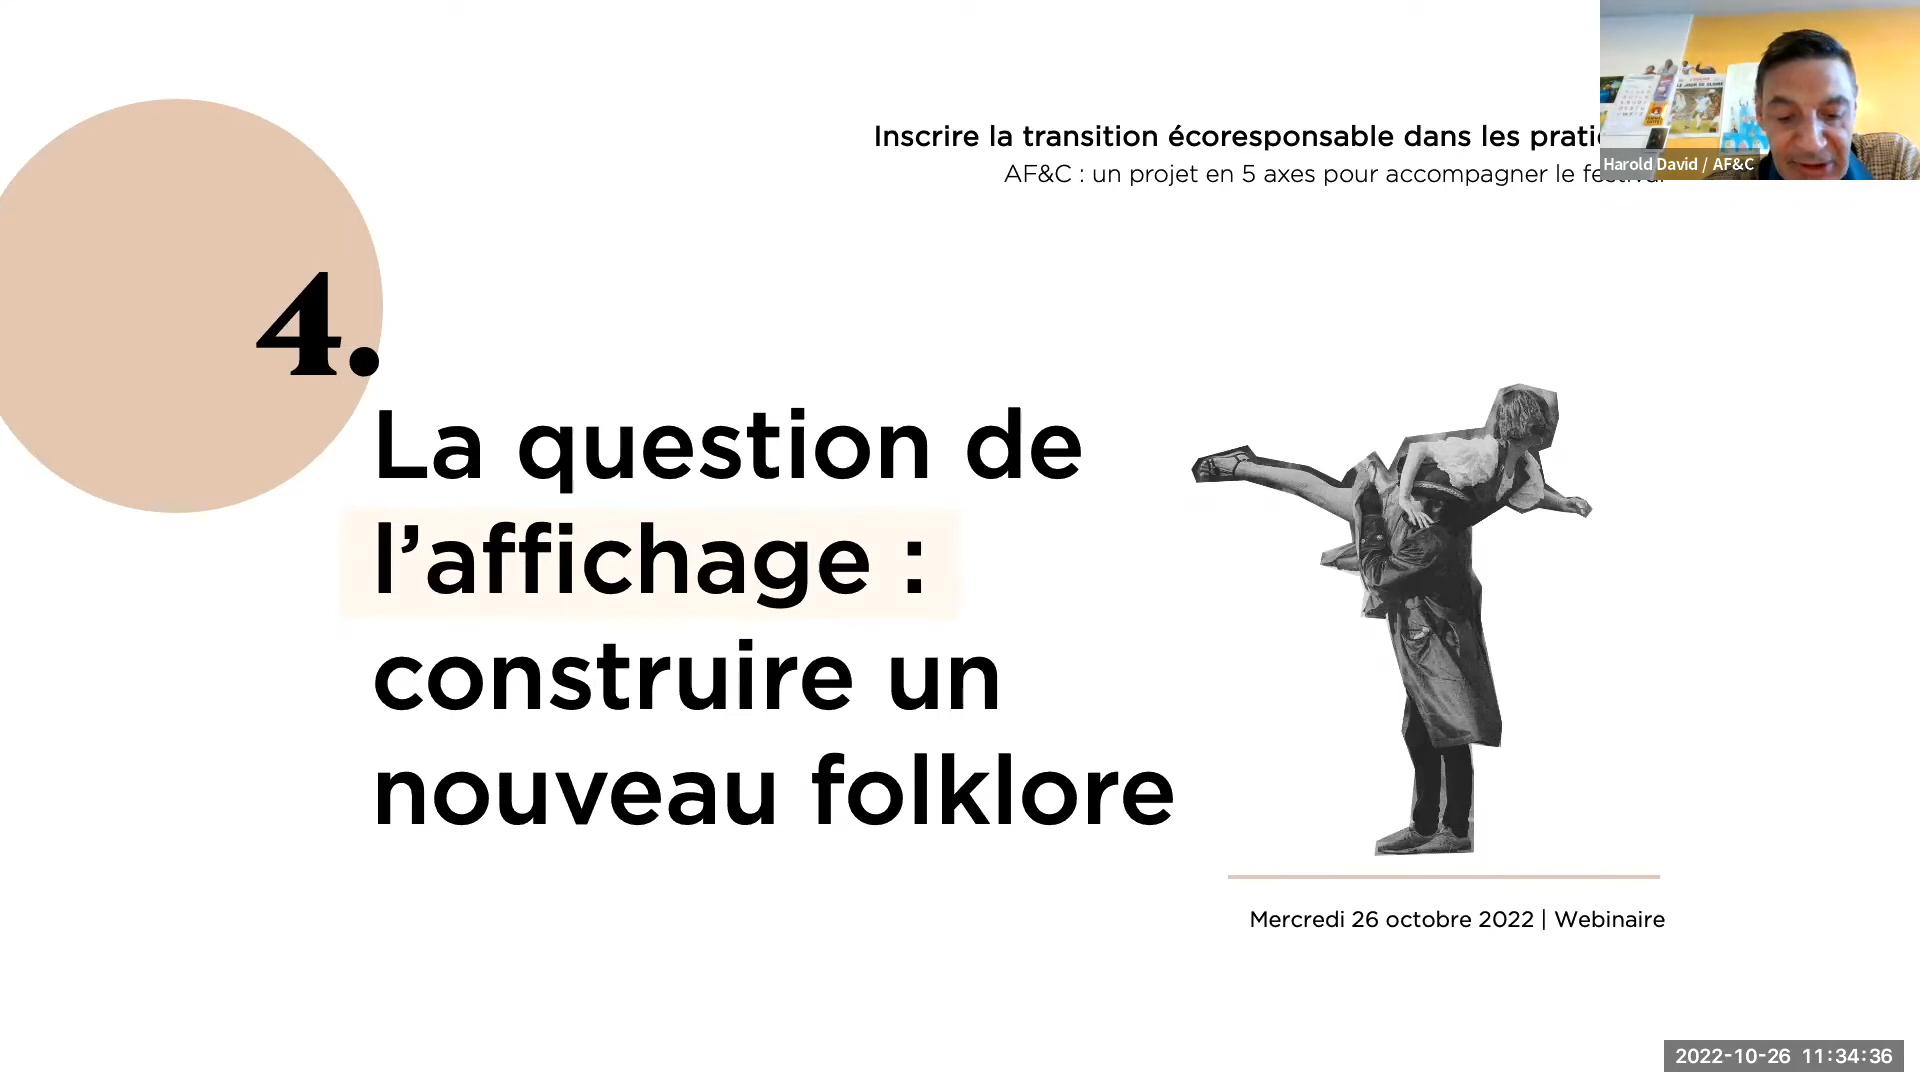 Inscrire la transition écoresponsable dans les
AF&C : un projet en 5 axes pour accompagner le
Harold David / AF&C
4.
La question de
l’affichage :
construire un
nouveau folklore
Mercredi 26 octobre 2022 | Webinaire
2022-10-26 11:34:36